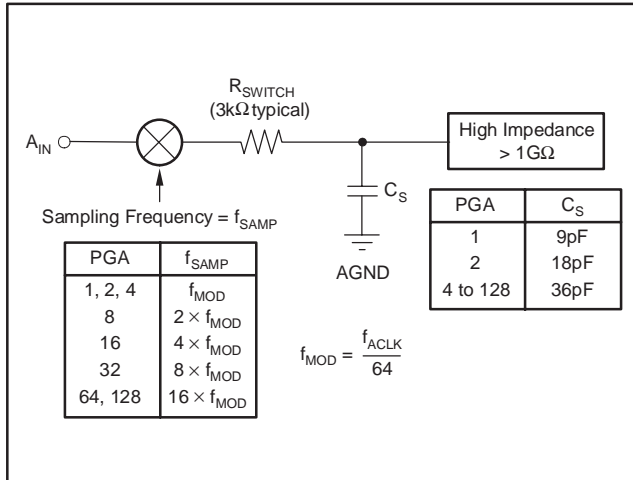 R_SWITCH
(3kΩ typical)
A_IN
High Impedance
> 1GΩ
C_S
AGND
Sampling Frequency = f_SAMP
PGA C_S
1 9pF
2 18pF
4 to 128 36pF
PGA f_SAMP
1, 2, 4 f_MOD
8 2 × f_MOD
16 4 × f_MOD
32 8 × f_MOD
64, 128 16 × f_MOD
f_MOD = f_ACLK
64